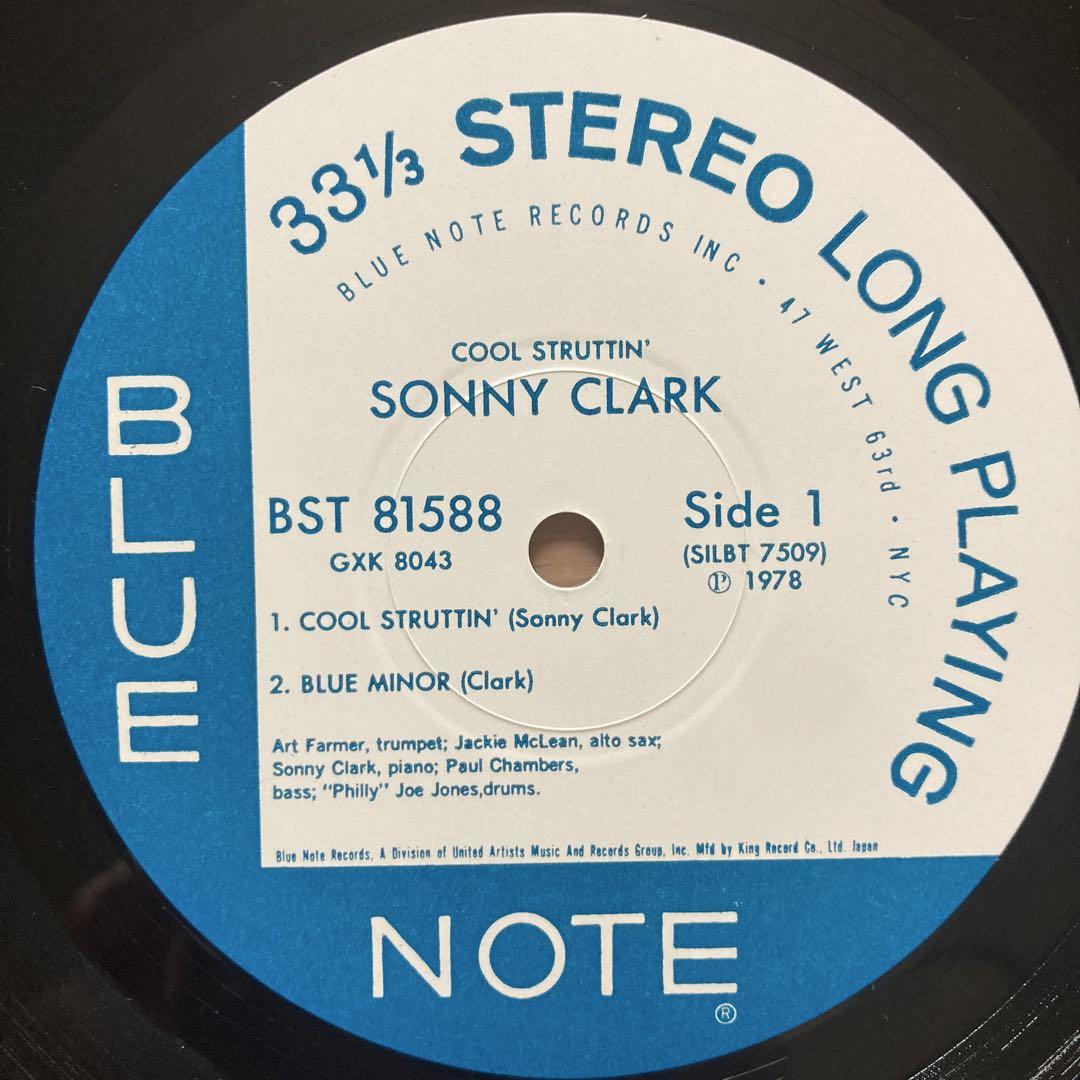 33⅓ STEREO LONG PLAYING
BLUE NOTE RECORDS INC · 47 WEST 63rd · NYC
COOL STRUTTIN'
SONNY CLARK
BST 81588
GXK 8043
Side 1
(SILBT 7509)
℗ 1978
1. COOL STRUTTIN' (Sonny Clark)
2. BLUE MINOR (Clark)
Art Farmer, trumpet; Jackie McLean, alto sax;
Sonny Clark, piano; Paul Chambers,
bass; "Philly" Joe Jones,drums.
Blue Note Records, A Division of United Artists Music And Records Group, Inc. Mfd by King Record Co., Ltd. Japan
BLUE
NOTE
®